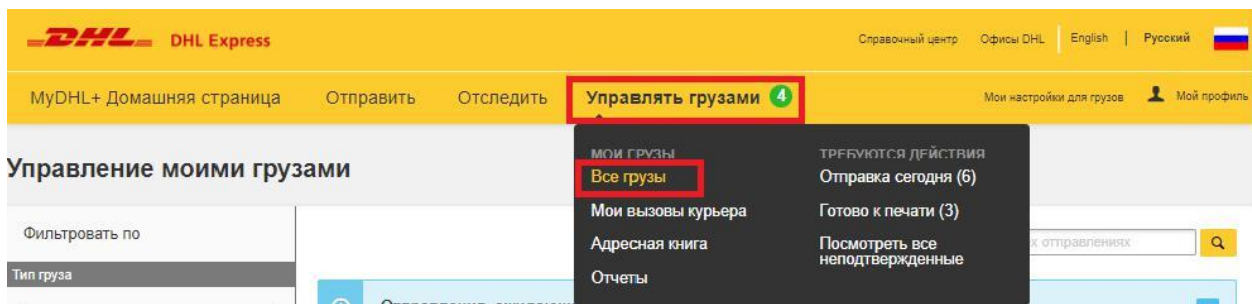 DHL DHL Express
Справочный центр Офисы DHL English | Русский
MyDHL+ Домашняя страница Отправить Отследить Управлять грузами 4 Мои настройки для грузов Мой профиль
Управление моими грузами
МОИ ГРУЗЫ
Все грузы
Мои вызовы курьера
Адресная книга
Отчеты
ТРЕБУЮТСЯ ДЕЙСТВИЯ
Отправка сегодня (6)
Готово к печати (3)
Посмотреть все
неподтвержденные
Фильтровать по
отправлениях
Тип груза